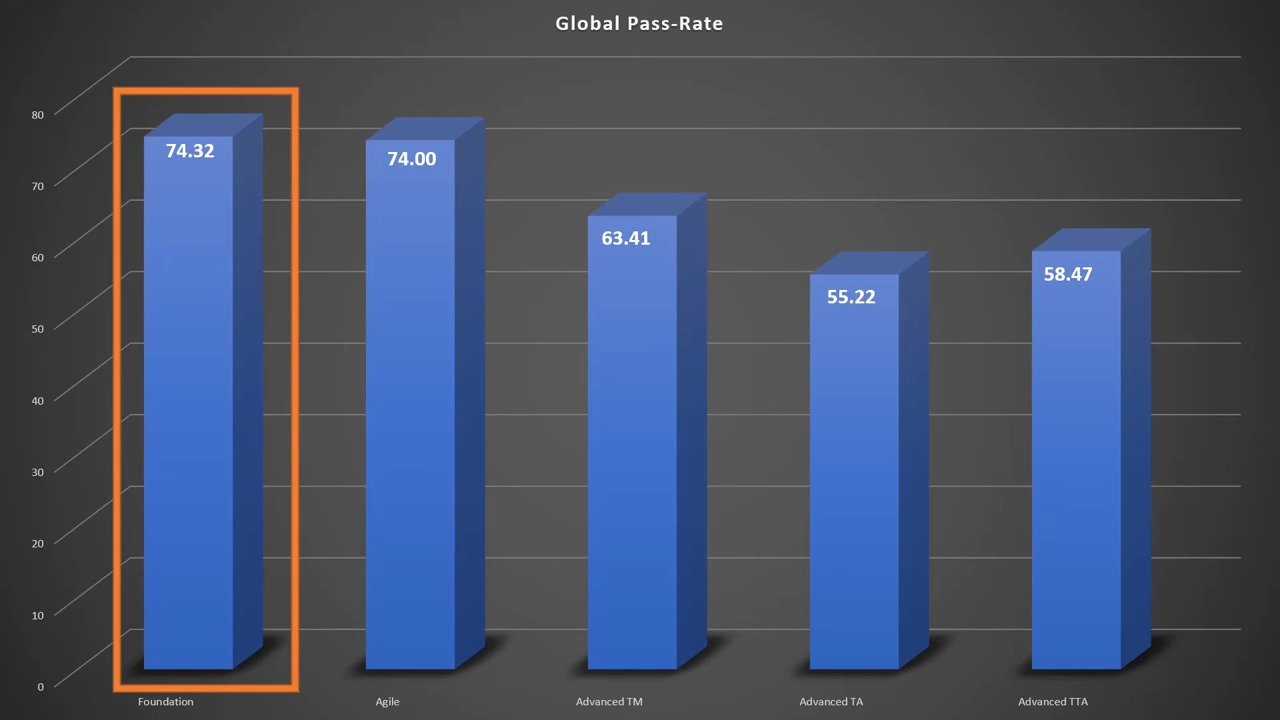 Global Pass-Rate
80
70
60
50
40
30
20
10
0
74.32
74.00
63.41
55.22
58.47
Foundation
Agile
Advanced TM
Advanced TA
Advanced TTA